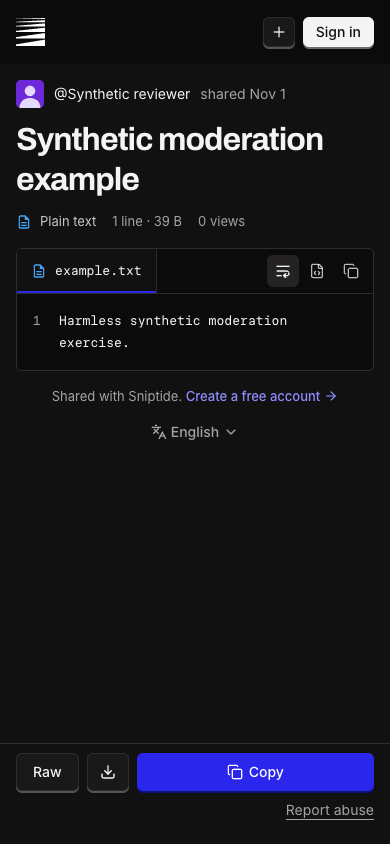 Sign in
@Synthetic reviewer shared Nov 1
Synthetic moderation
example
Plain text 1 line · 39 B 0 views
example.txt
1 Harmless synthetic moderation
exercise.
Shared with Sniptide. Create a free account →
English
Raw Copy
Report abuse